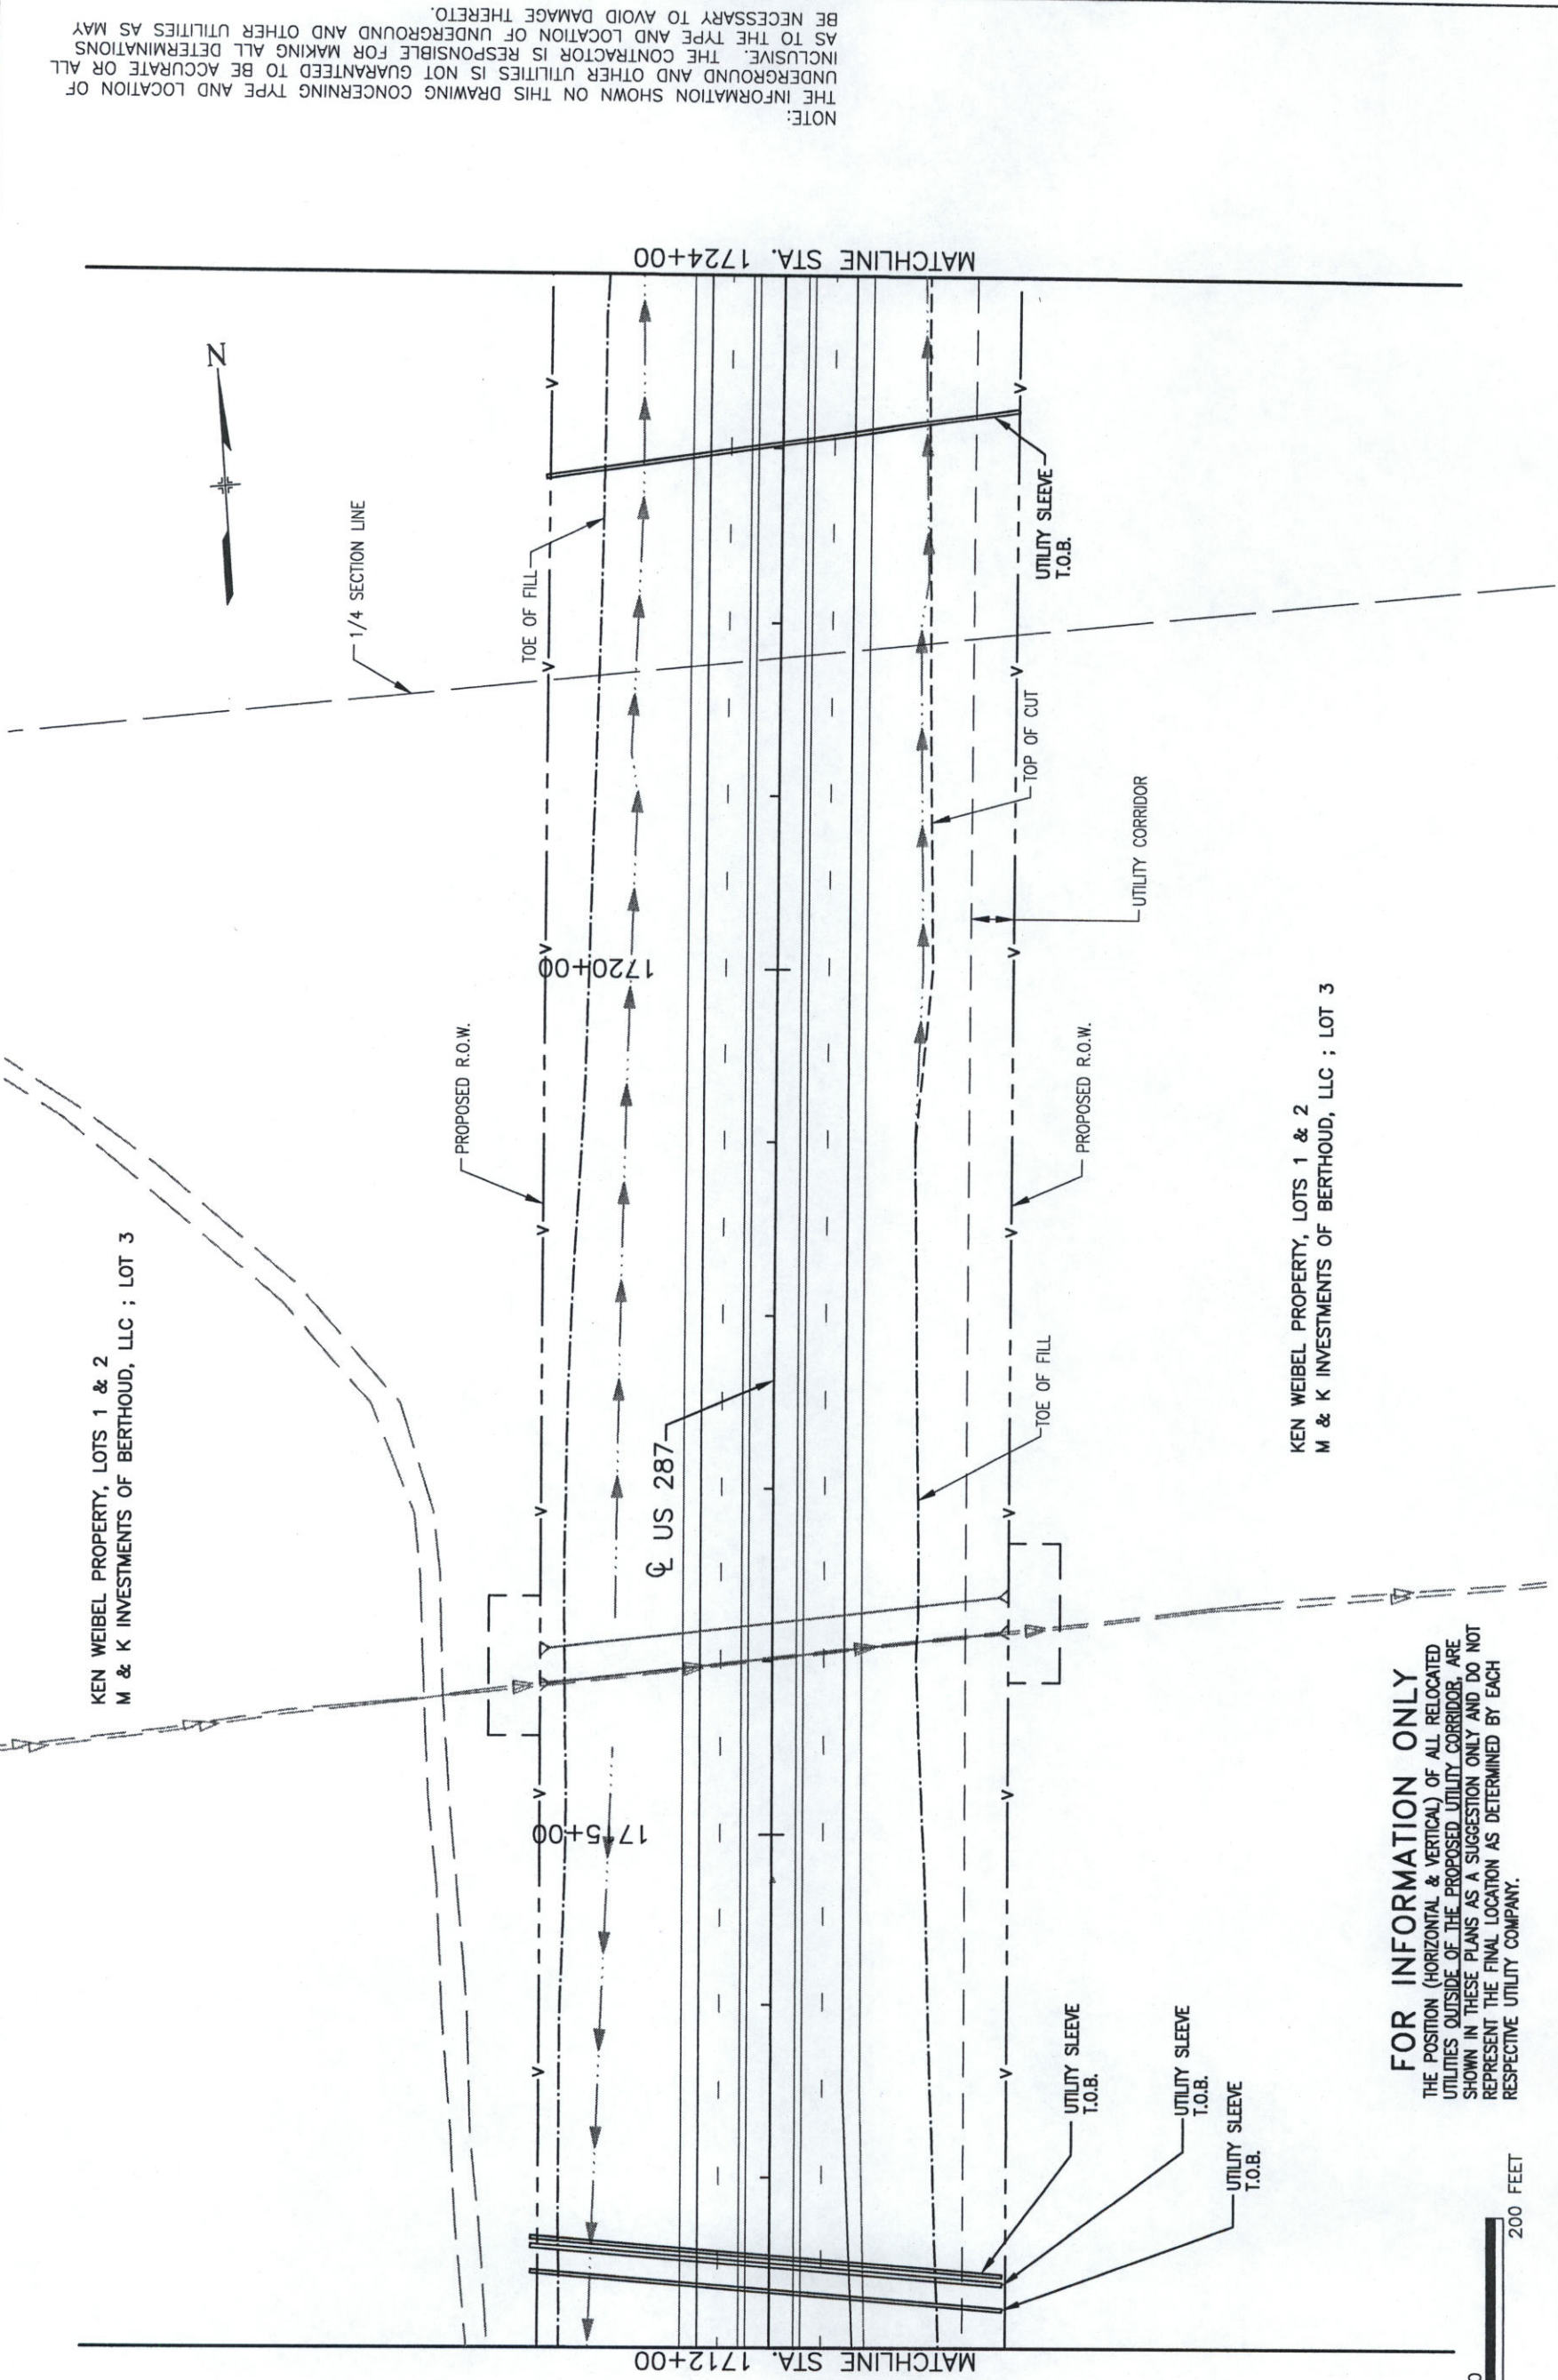 NOTE:
THE INFORMATION SHOWN ON THIS DRAWING CONCERNING TYPE AND LOCATION OF
UNDERGROUND AND OTHER UTILITIES IS NOT GUARANTEED TO BE ACCURATE OR ALL
INCLUSIVE. THE CONTRACTOR IS RESPONSIBLE FOR MAKING ALL DETERMINATIONS
AS TO THE TYPE AND LOCATION OF UNDERGROUND AND OTHER UTILITIES AS MAY
BE NECESSARY TO AVOID DAMAGE THERETO.
MATCHLINE STA. 1724+00
N
1/4 SECTION LINE
TOE OF FILL
UTILITY SLEEVE
T.O.B.
TOP OF CUT
UTILITY CORRIDOR
1720+00
PROPOSED R.O.W.
PROPOSED R.O.W.
KEN WEIBEL PROPERTY, LOTS 1 & 2
M & K INVESTMENTS OF BERTHOUD, LLC ; LOT 3
KEN WEIBEL PROPERTY, LOTS 1 & 2
M & K INVESTMENTS OF BERTHOUD, LLC ; LOT 3
℄ US 287
TOE OF FILL
1715+00
UTILITY SLEEVE
T.O.B.
UTILITY SLEEVE
T.O.B.
UTILITY SLEEVE
T.O.B.
FOR INFORMATION ONLY
THE POSITION (HORIZONTAL & VERTICAL) OF ALL RELOCATED
UTILITIES OUTSIDE OF THE PROPOSED UTILITY CORRIDOR, ARE
SHOWN IN THESE PLANS AS A SUGGESTION ONLY AND DO NOT
REPRESENT THE FINAL LOCATION AS DETERMINED BY EACH
RESPECTIVE UTILITY COMPANY.
200 FEET
MATCHLINE STA. 1712+00